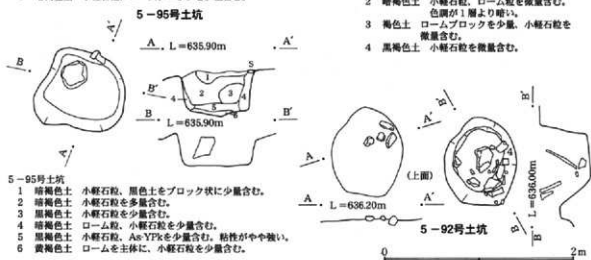 5-95号土坑
A
A'
A
L=635.90m
A'
B
B'
B
L=635.90m
B'
1
2
3
4
5
6
5-95号土坑
1 暗褐色土 小軽石粒、黒色土をブロック状に少量含む。
2 暗褐色土 小軽石粒を多量含む。
3 黒褐色土 小軽石粒を少量含む。
4 暗褐色土 ローム粒、小軽石粒を少量含む。
5 黒褐色土 小軽石粒、As-YPkを少量含む。粘性がやや強い。
6 黄褐色土 ロームを主体に、小軽石粒を少量含む。
2 暗褐色土 小軽石粒、ローム粒を微量含む。
色調が1層より暗い。
3 褐色土 ロームブロックを少量、小軽石粒を
微量含む。
4 黒褐色土 小軽石粒を微量含む。
A
A'
(上面)
A
L=636.20m
A'
B
B'
4
B
B'
L=636.00m
5-92号土坑
0
2m